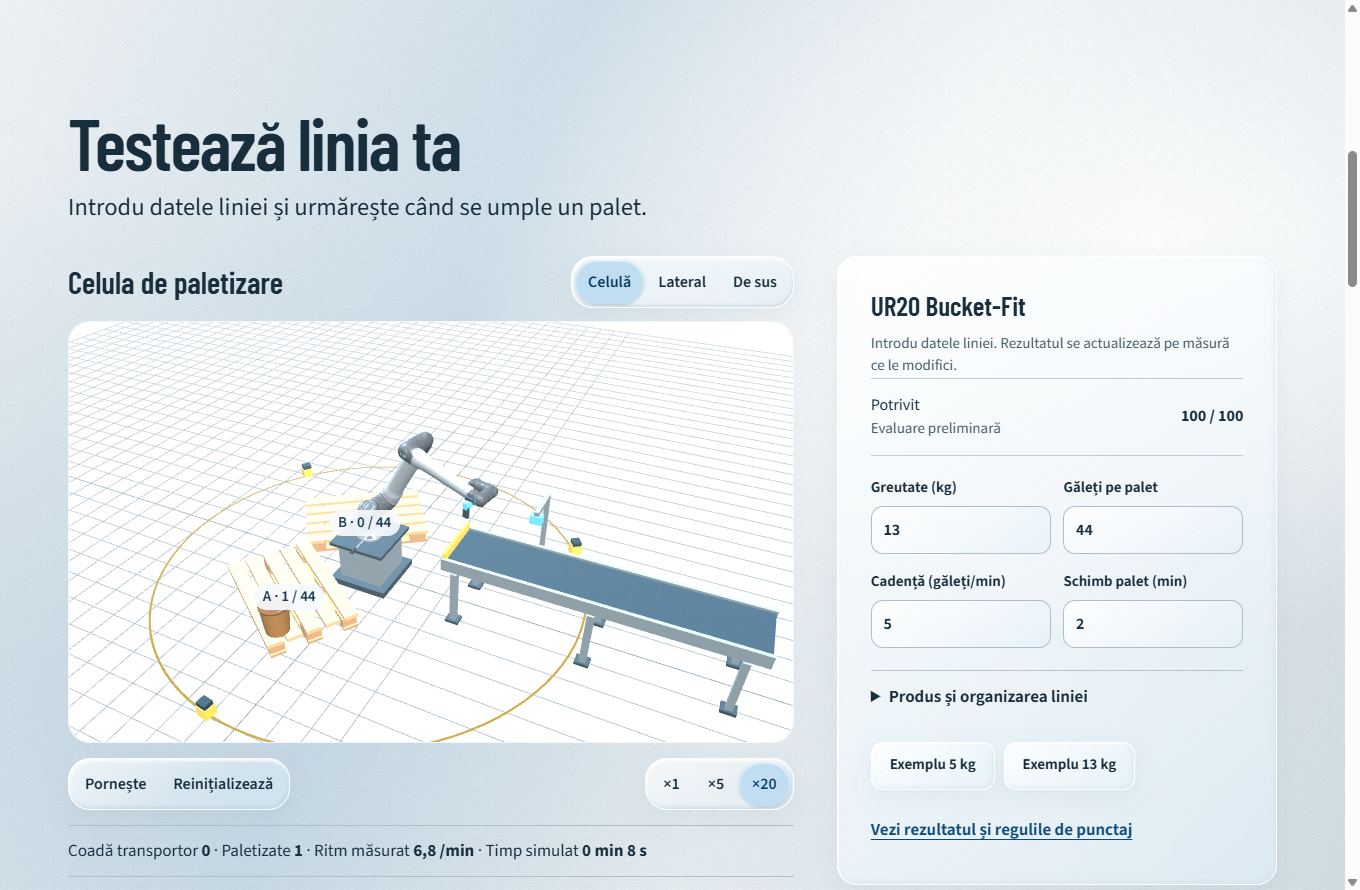 Testează linia ta
Introdu datele liniei și urmărește când se umple un palet.
Celula de paletizare
Celulă Lateral De sus
B · 0 / 44
A · 1 / 44
Pornește Reinițializează
×1 ×5 ×20
Coadă transportor 0 · Paletizate 1 · Ritm măsurat 6,8 /min · Timp simulat 0 min 8 s
UR20 Bucket-Fit
Introdu datele liniei. Rezultatul se actualizează pe măsură
ce le modifici.
Potrivit
Evaluare preliminară
100 / 100
Greutate (kg) Găleți pe palet
13 44
Cadență (găleți/min) Schimb palet (min)
5 2
Produs și organizarea liniei
Exemplu 5 kg Exemplu 13 kg
Vezi rezultatul și regulile de punctaj